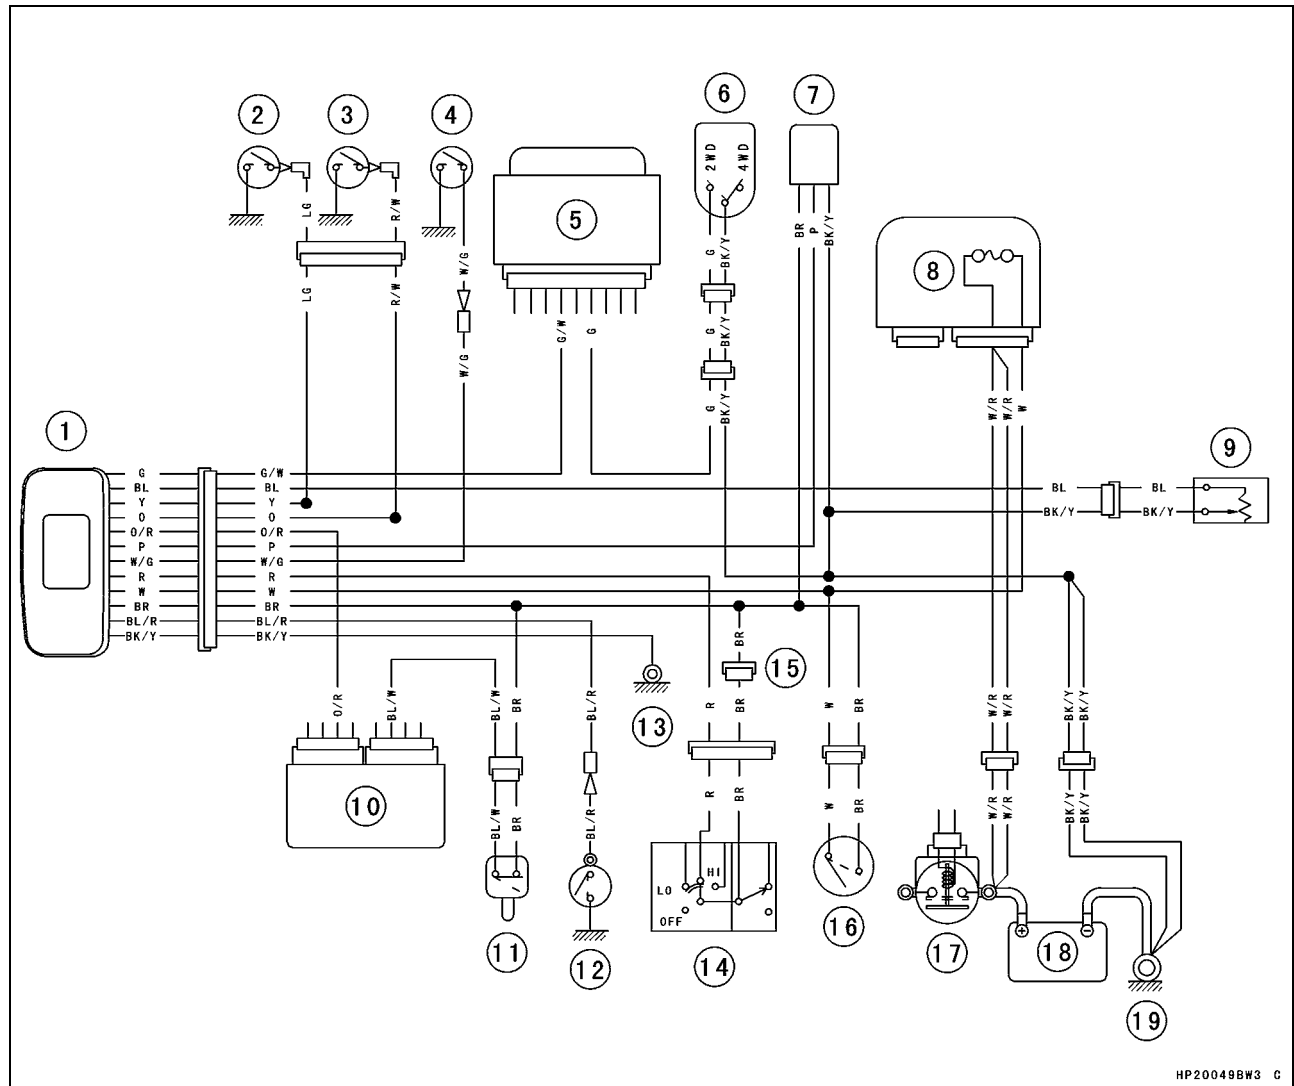 2
3
4
5
6
7
8
9
1
2WD
4WD
LG
R/W
W/G
G
BK/Y
BR
P
BK/Y
LG
R/W
W/G
G/W
G
G
BK/Y
G
BK/Y
W/R
W/R
W
G
G/W
BL
BL
BL
BL
Y
Y
O
O
BK/Y
BK/Y
O/R
O/R
P
P
W/G
W/G
R
R
W
W
BR
BR
BL/R
BL/R
BK/Y
BK/Y
BR
15
13
O/R
BL/W
BL/W
BR
BL/R
R
BR
W
BR
W/R
W/R
BK/Y
BK/Y
10
BL/W
BR
BL/R
R
BR
W
BR
W/R
W/R
BK/Y
BK/Y
LO
HI
OFF
11
12
14
16
17
18
19
HP20049BW3 C